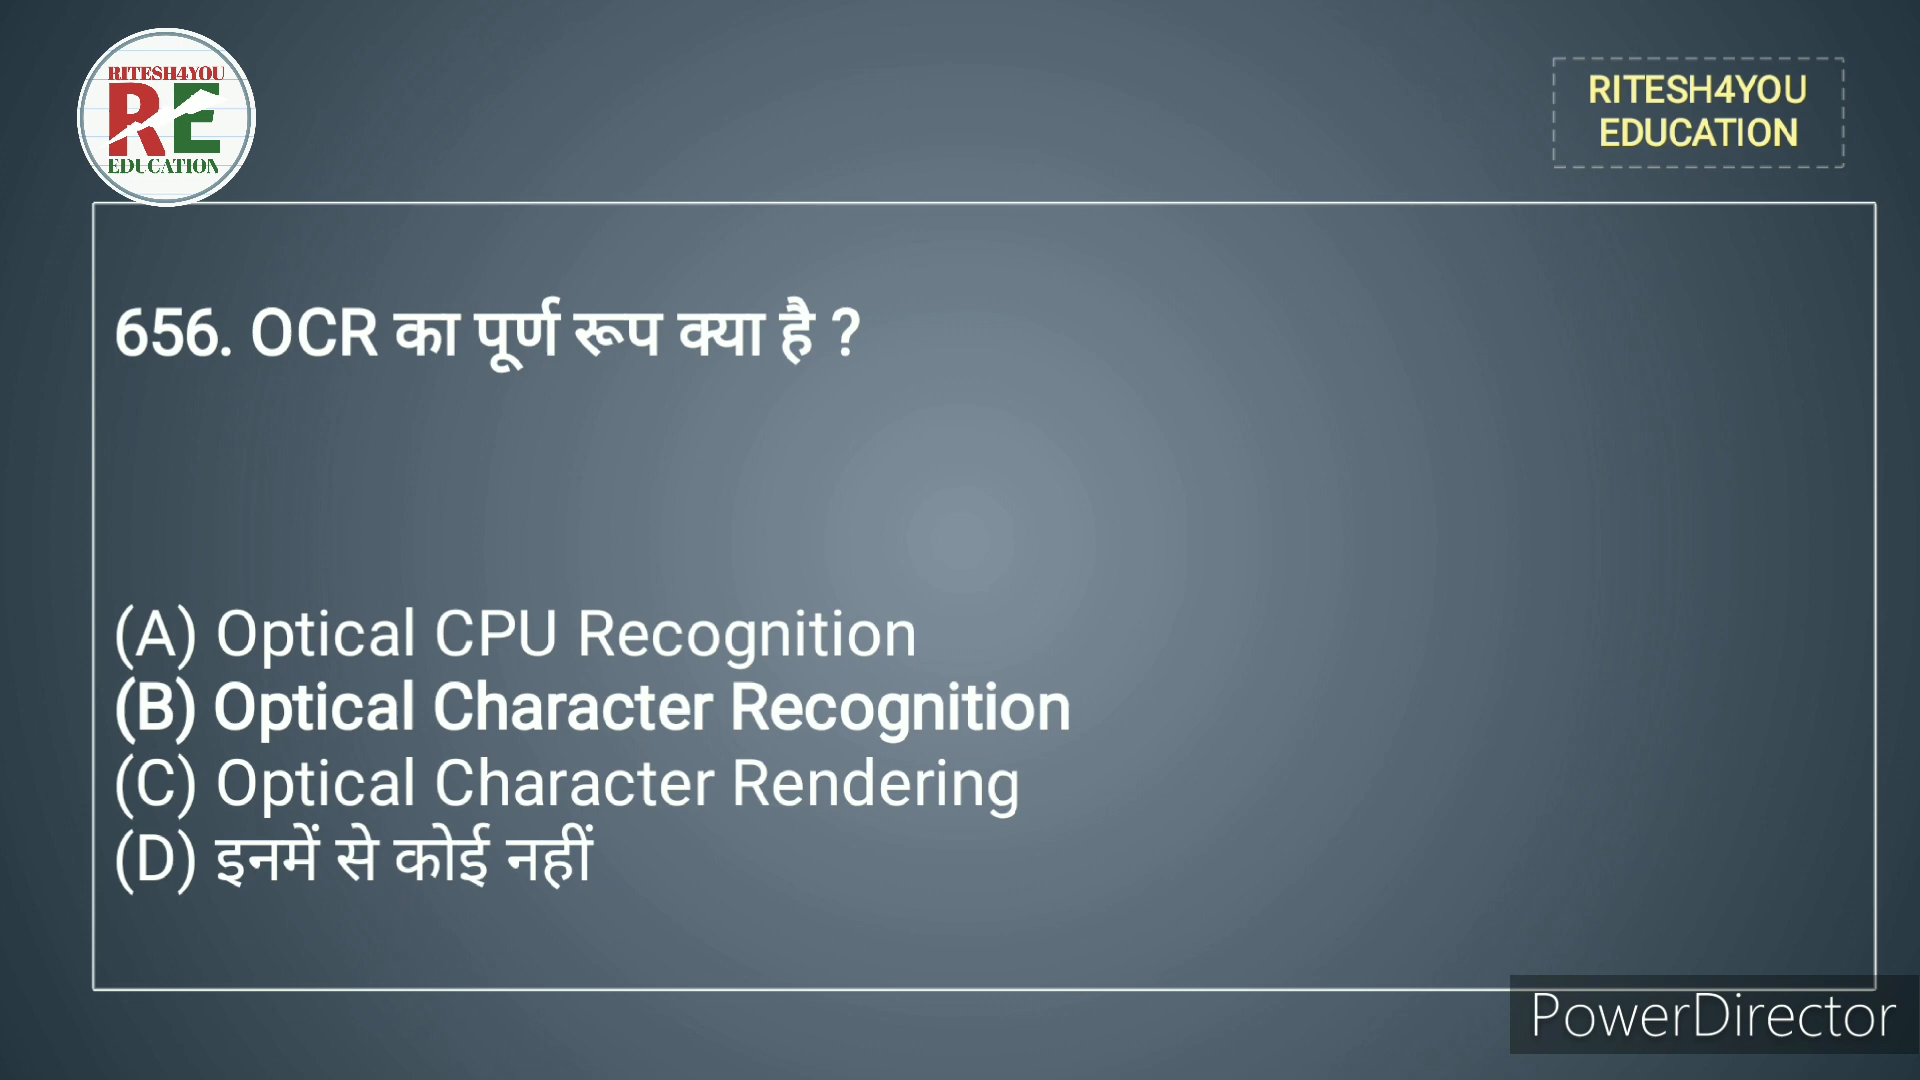 RITESH4YOU
RE
EDUCATION
RITESH4YOU
EDUCATION
656. OCR का पूर्ण रूप क्या है ?
(A) Optical CPU Recognition
(B) Optical Character Recognition
(C) Optical Character Rendering
(D) इनमें से कोई नहीं
PowerDirector